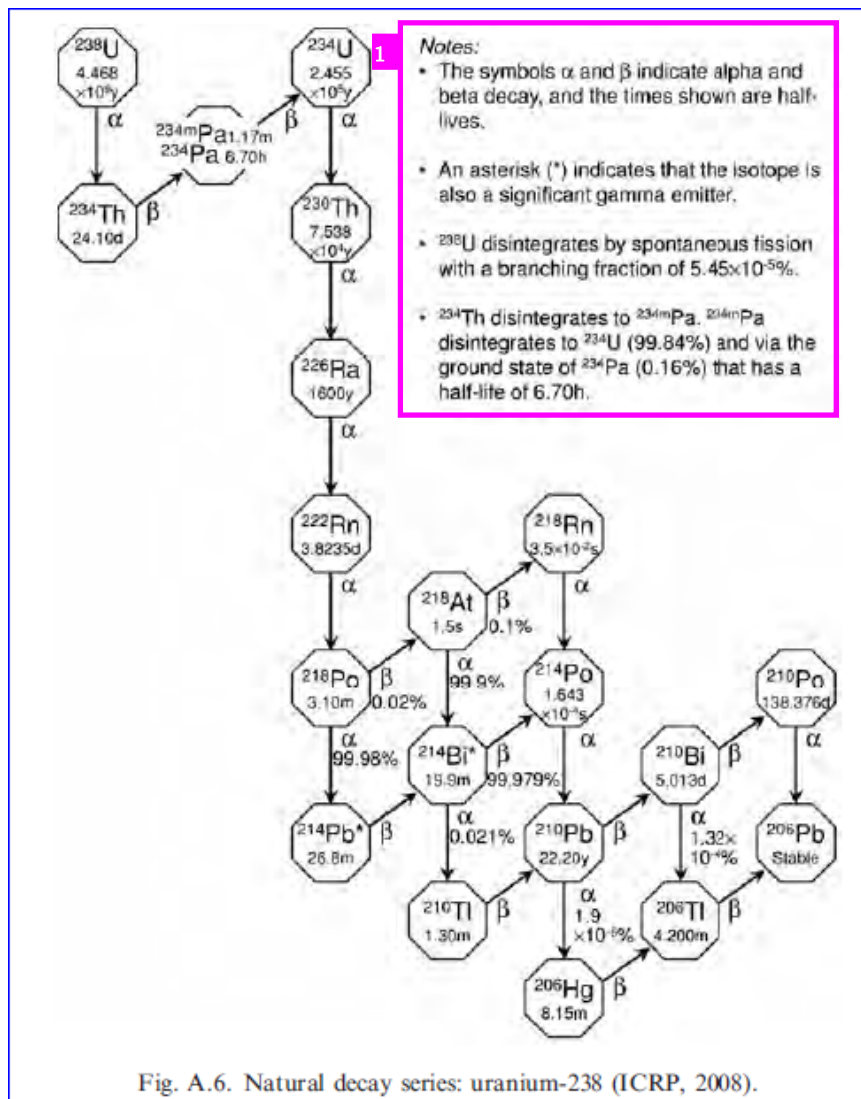 ²³⁸U
4.468
×10⁹y
α
²³⁴Th
24.10d
β
²³⁴ᵐPa 1.17m
²³⁴Pa 6.70h
β
²³⁴U
2.455
×10⁵y
α
²³⁰Th
7.538
×10⁴y
α
²²⁶Ra
1600y
α
²²²Rn
3.8235d
α
²¹⁸Po
3.10m
β
0.02%
α
99.98%
²¹⁸At
1.5s
β
0.1%
α
99.9%
²¹⁸Rn
3.5×10⁻²s
α
²¹⁴Pb*
26.8m
β
²¹⁴Bi*
19.9m
β
99.979%
α
0.021%
²¹⁴Po
1.643
×10⁻⁴s
α
²¹⁰Tl
1.30m
β
²¹⁰Pb
22.20y
β
α
1.9
²¹⁰Bi
5.013d
β
α
1.32×
10⁻⁴%
²¹⁰Po
138.376d
α
²⁰⁶Hg
8.15m
β
²⁰⁶Tl
4.200m
β
²⁰⁶Pb
Stable
1
Notes:
• The symbols α and β indicate alpha and
beta decay, and the times shown are half-
lives.
• An asterisk (*) indicates that the isotope is
also a significant gamma emitter.
• ²³⁸U disintegrates by spontaneous fission
with a branching fraction of 5.45×10⁻⁵%.
• ²³⁴Th disintegrates to ²³⁴ᵐPa. ²³⁴ᵐPa
disintegrates to ²³⁴U (99.84%) and via the
ground state of ²³⁴Pa (0.16%) that has a
half-life of 6.70h.
Fig. A.6. Natural decay series: uranium-238 (ICRP, 2008).